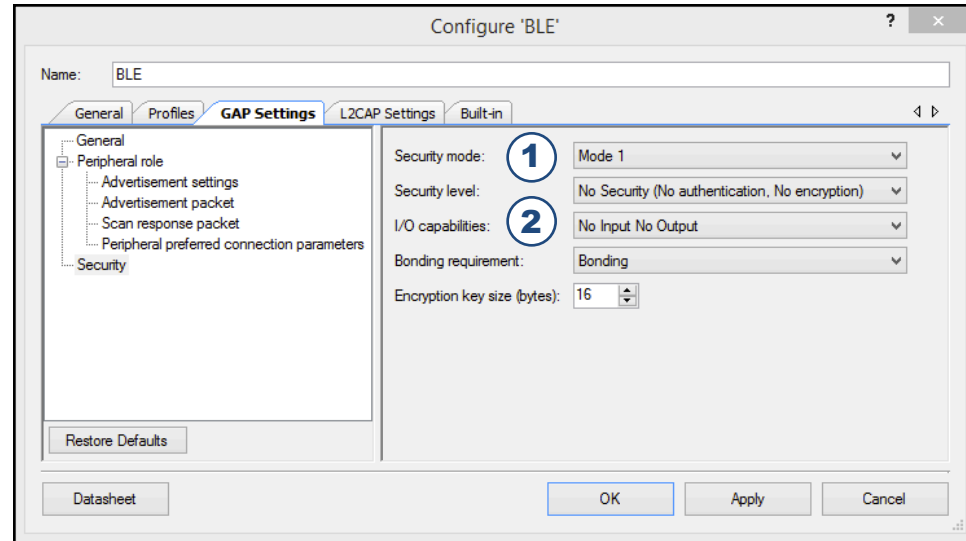 Configure 'BLE'
?
×
Name: BLE
General Profiles GAP Settings L2CAP Settings Built-in
General
Peripheral role
Advertisement settings
Advertisement packet
Scan response packet
Peripheral preferred connection parameters
Security
Security mode: 1 Mode 1
Security level: No Security (No authentication, No encryption)
I/O capabilities: 2 No Input No Output
Bonding requirement: Bonding
Encryption key size (bytes): 16
Restore Defaults
Datasheet OK Apply Cancel